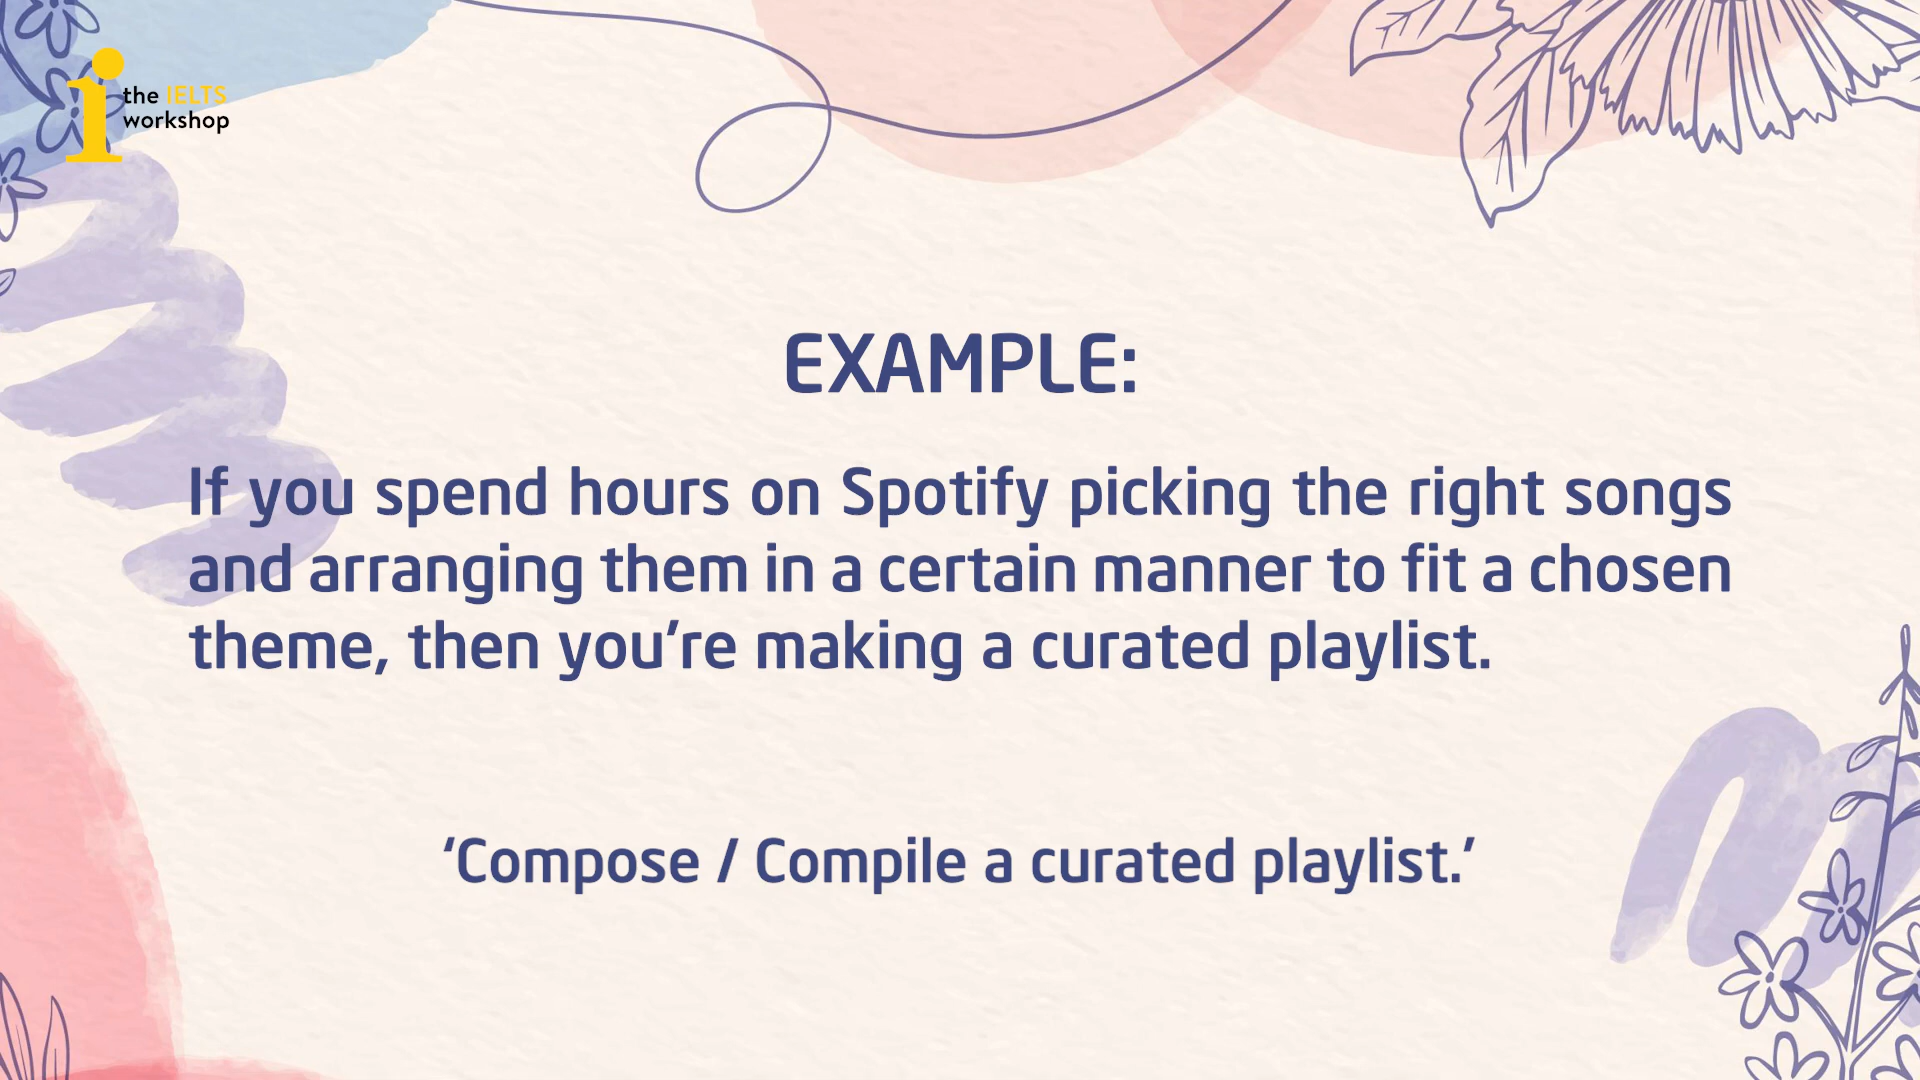 the IELTS
workshop
EXAMPLE:
If you spend hours on Spotify picking the right songs
and arranging them in a certain manner to fit a chosen
theme, then you’re making a curated playlist.
‘Compose / Compile a curated playlist.’